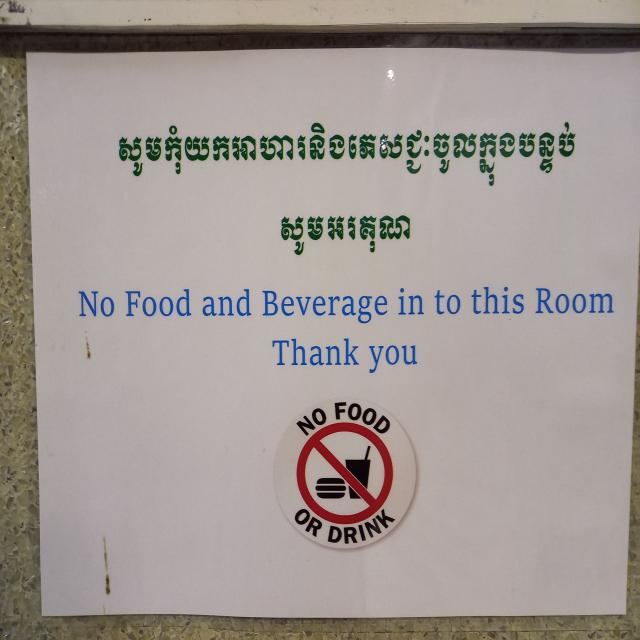 សូមកុំយកអាហារនិងភេសជ្ជៈចូលក្នុងបន្ទប់
សូមអរគុណ
No Food and Beverage in to this Room
Thank you
NO FOOD
OR DRINK